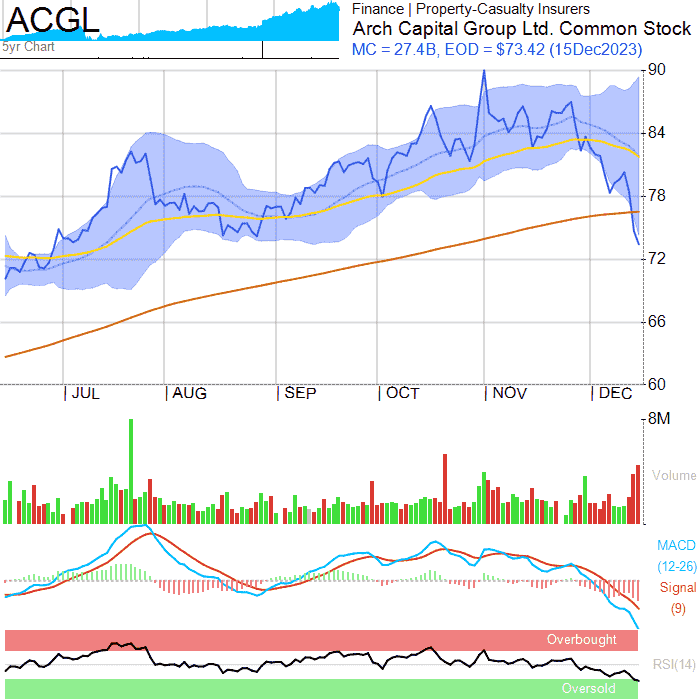 ACGL
5yr Chart
Finance | Property-Casualty Insurers
Arch Capital Group Ltd. Common Stock
MC = 27.4B, EOD = $73.42 (15Dec2023)
90
84
78
72
66
60
JUL AUG SEP OCT NOV DEC
8M
Volume
MACD
(12-26)
Signal
(9)
Overbought
RSI(14)
Oversold